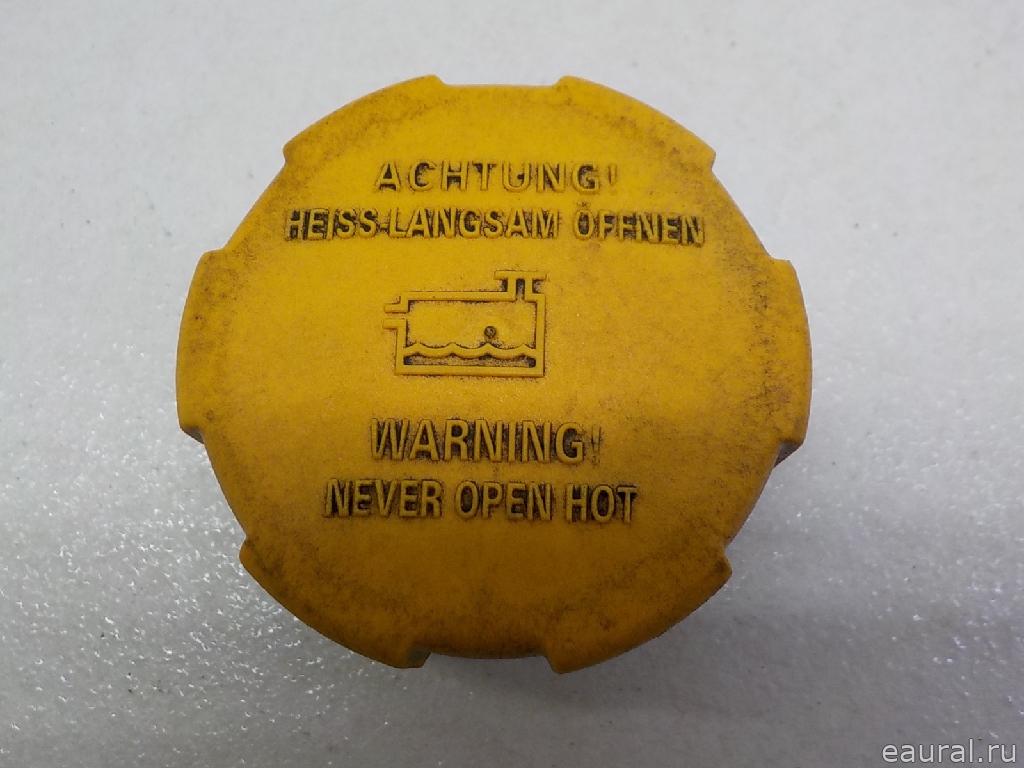 ACHTUNG!
HEISS-LANGSAM ÖFFNEN
WARNING!
NEVER OPEN HOT
eaural.ru